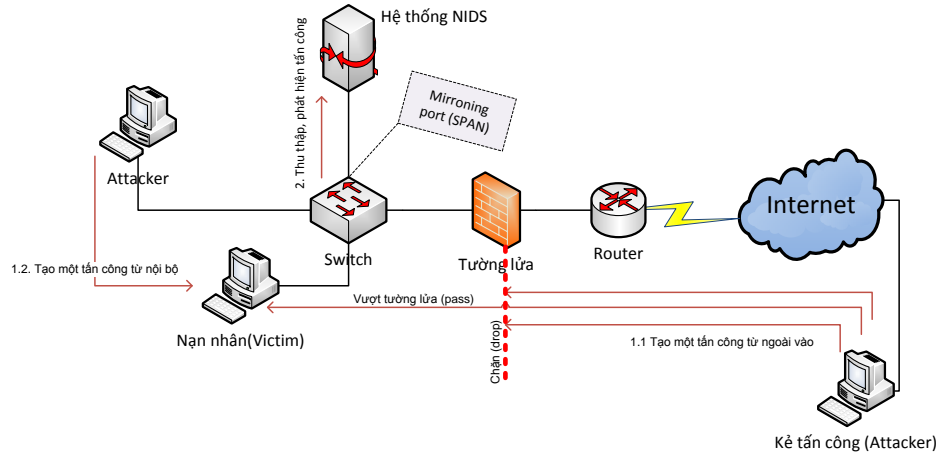 Hệ thống NIDS
2. Thu thập, phát hiện tấn công
Mirroning
port (SPAN)
Attacker
Internet
Switch
Tường lửa
Router
1.2. Tạo một tấn công từ nội bộ
Vượt tường lửa (pass)
Nạn nhân(Victim)
Chặn (drop)
1.1 Tạo một tấn công từ ngoài vào
Kẻ tấn công (Attacker)